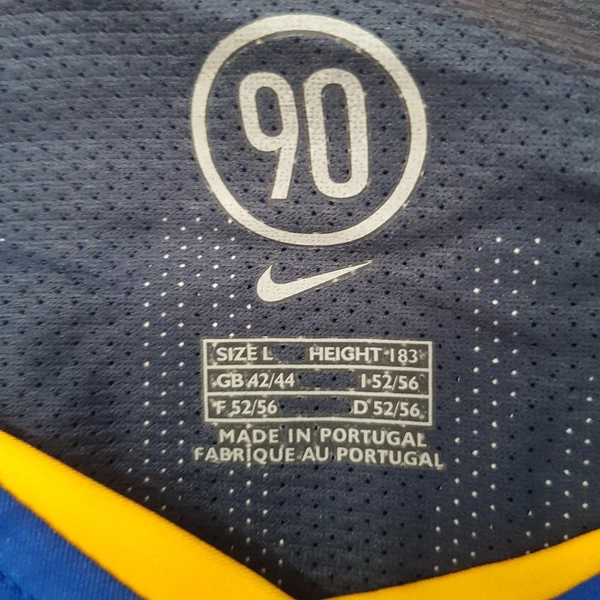 90
SIZE L HEIGHT 183
GB 42/44 I 52/56
F 52/56 D 52/56
MADE IN PORTUGAL
FABRIQUE AU PORTUGAL